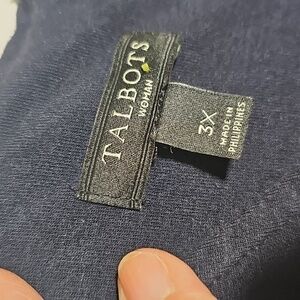 TALBOTS
WOMAN
3X
MADE IN
PHILIPPINES